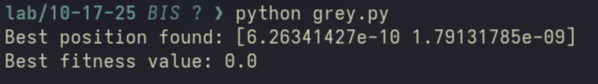 lab/10-17-25 BIS ? ❯ python grey.py
Best position found: [6.26341427e-10 1.79131785e-09]
Best fitness value: 0.0